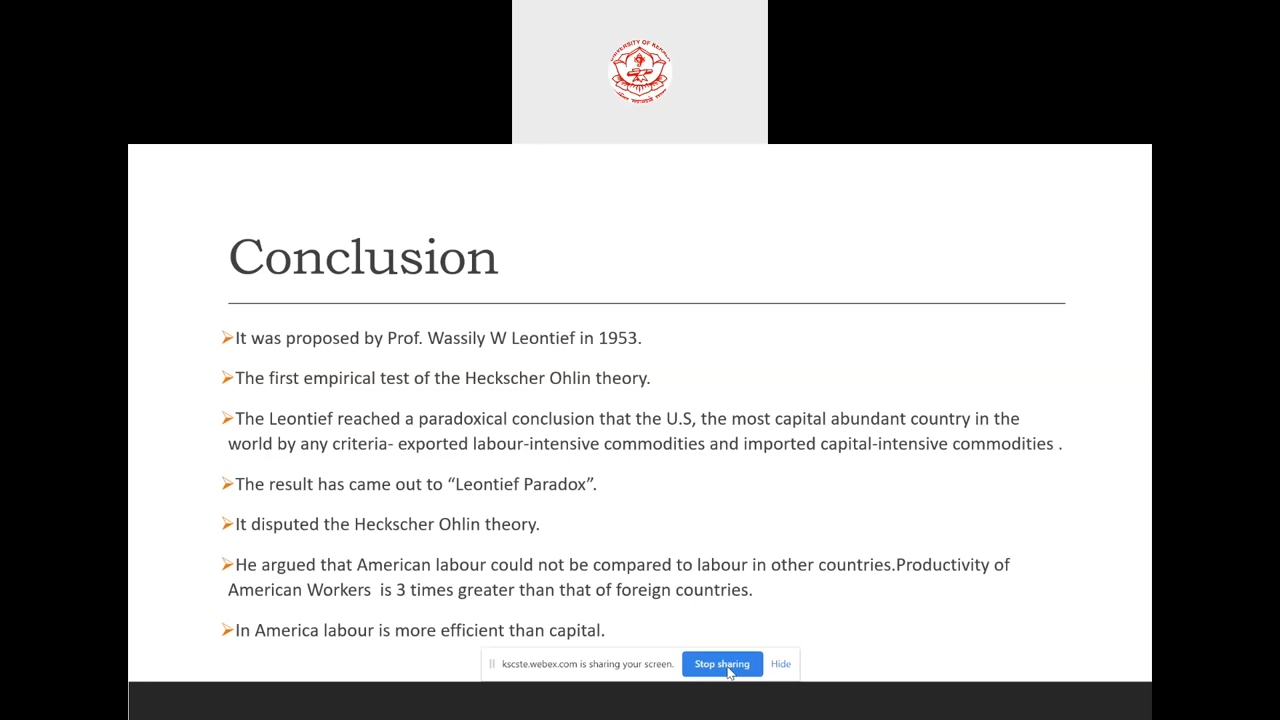 UNIVERSITY OF KERALA
Conclusion
➢It was proposed by Prof. Wassily W Leontief in 1953.
➢The first empirical test of the Heckscher Ohlin theory.
➢The Leontief reached a paradoxical conclusion that the U.S, the most capital abundant country in the
world by any criteria- exported labour-intensive commodities and imported capital-intensive commodities .
➢The result has came out to “Leontief Paradox”.
➢It disputed the Heckscher Ohlin theory.
➢He argued that American labour could not be compared to labour in other countries.Productivity of
American Workers is 3 times greater than that of foreign countries.
➢In America labour is more efficient than capital.
kscste.webex.com is sharing your screen. Stop sharing Hide